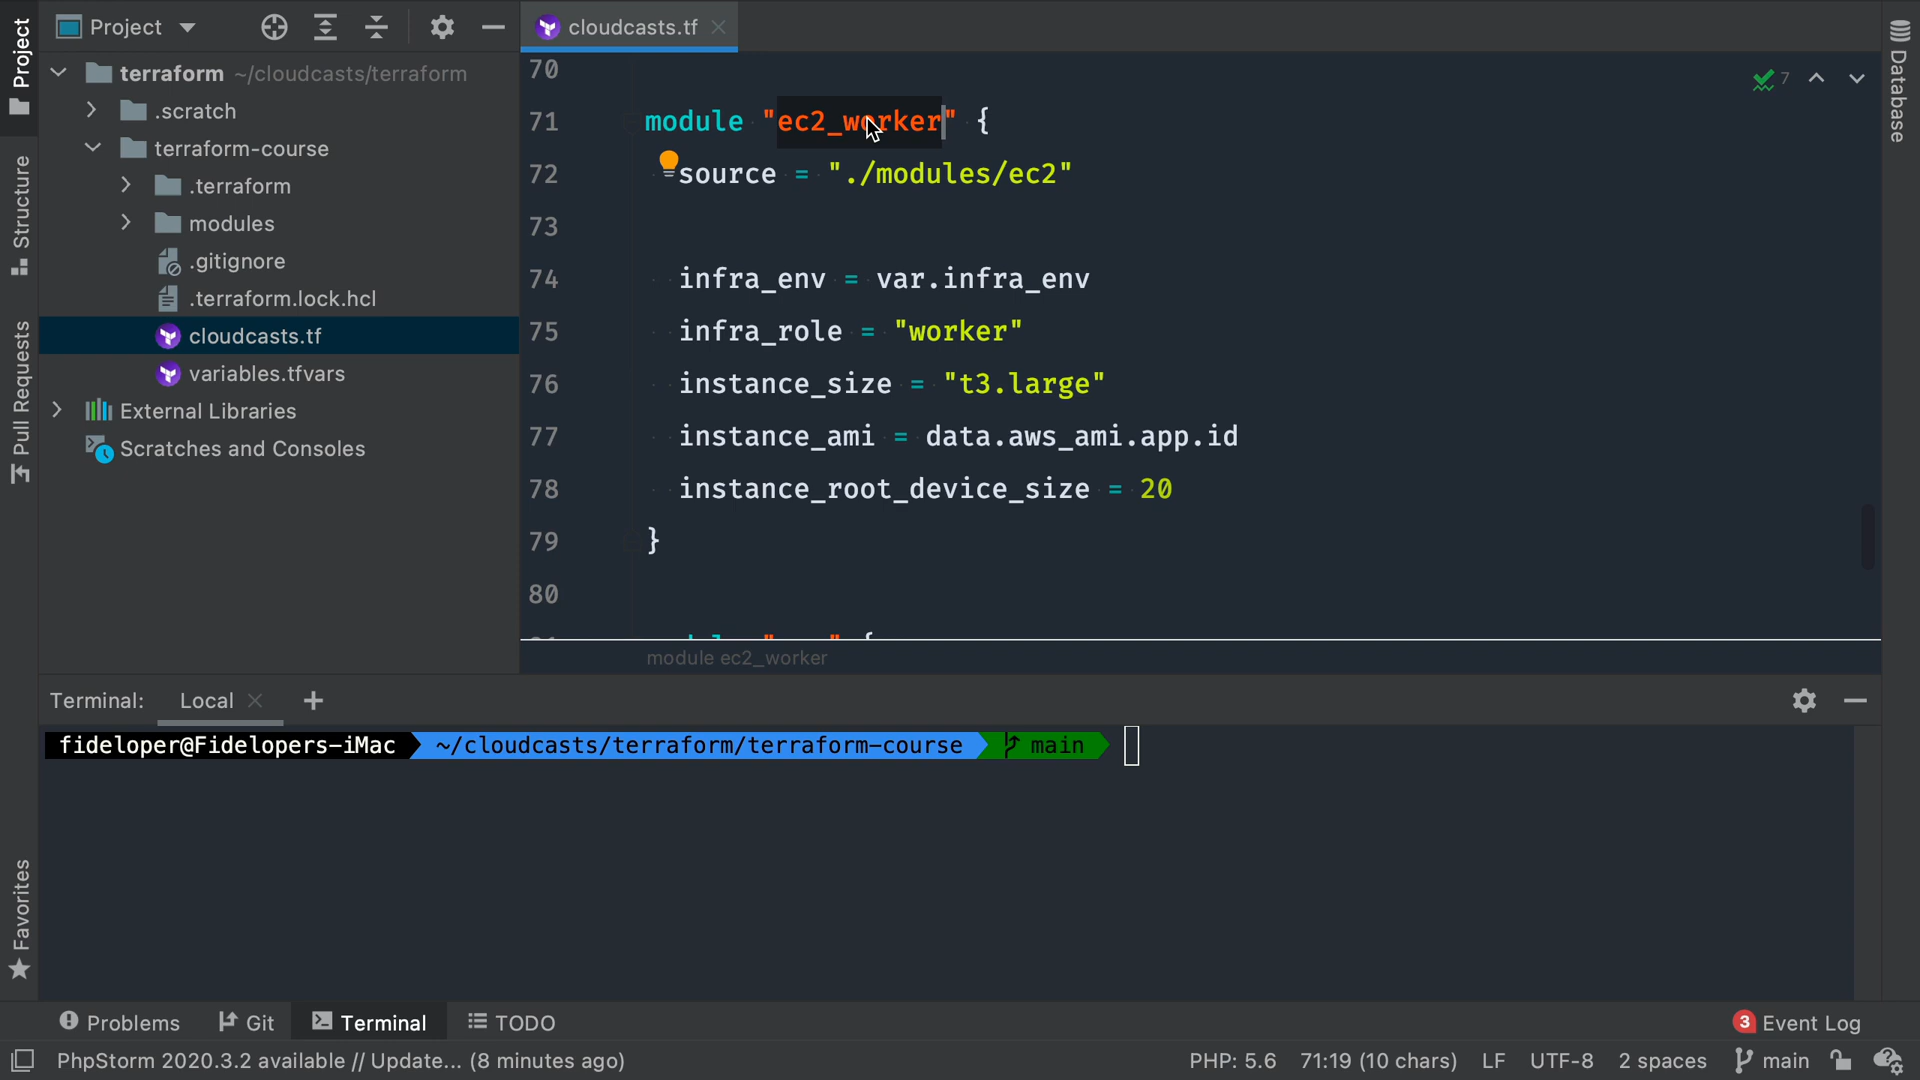 Project
cloudcasts.tf
terraform ~/cloudcasts/terraform
.scratch
terraform-course
.terraform
modules
.gitignore
.terraform.lock.hcl
cloudcasts.tf
variables.tfvars
External Libraries
Scratches and Consoles
Project
Structure
Pull Requests
Favorites
70
71 module "ec2_worker" {
72 source = "./modules/ec2"
73
74 infra_env = var.infra_env
75 infra_role = "worker"
76 instance_size = "t3.large"
77 instance_ami = data.aws_ami.app.id
78 instance_root_device_size = 20
79 }
80
module ec2_worker
7
Database
Terminal: Local
fideloper@Fidelopers-iMac ~/cloudcasts/terraform/terraform-course main
Problems Git Terminal TODO
3 Event Log
PhpStorm 2020.3.2 available // Update... (8 minutes ago)
PHP: 5.6 71:19 (10 chars) LF UTF-8 2 spaces main